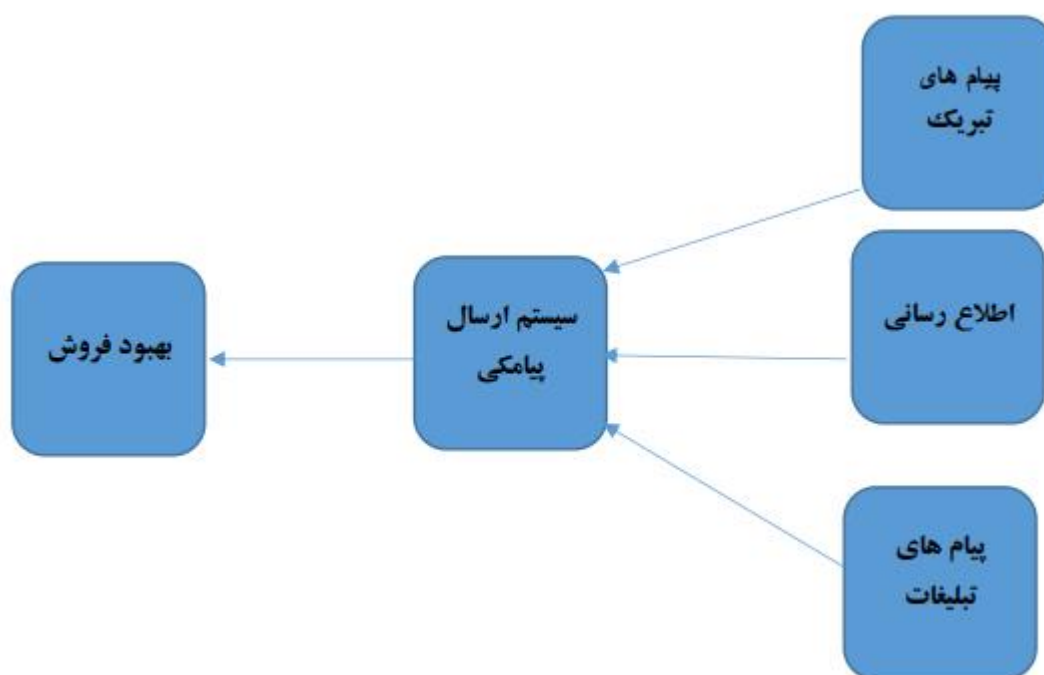 پیام های
تبریک
اطلاع رسانی
پیام های
تبلیغات
سیستم ارسال
پیامکی
بهبود فروش